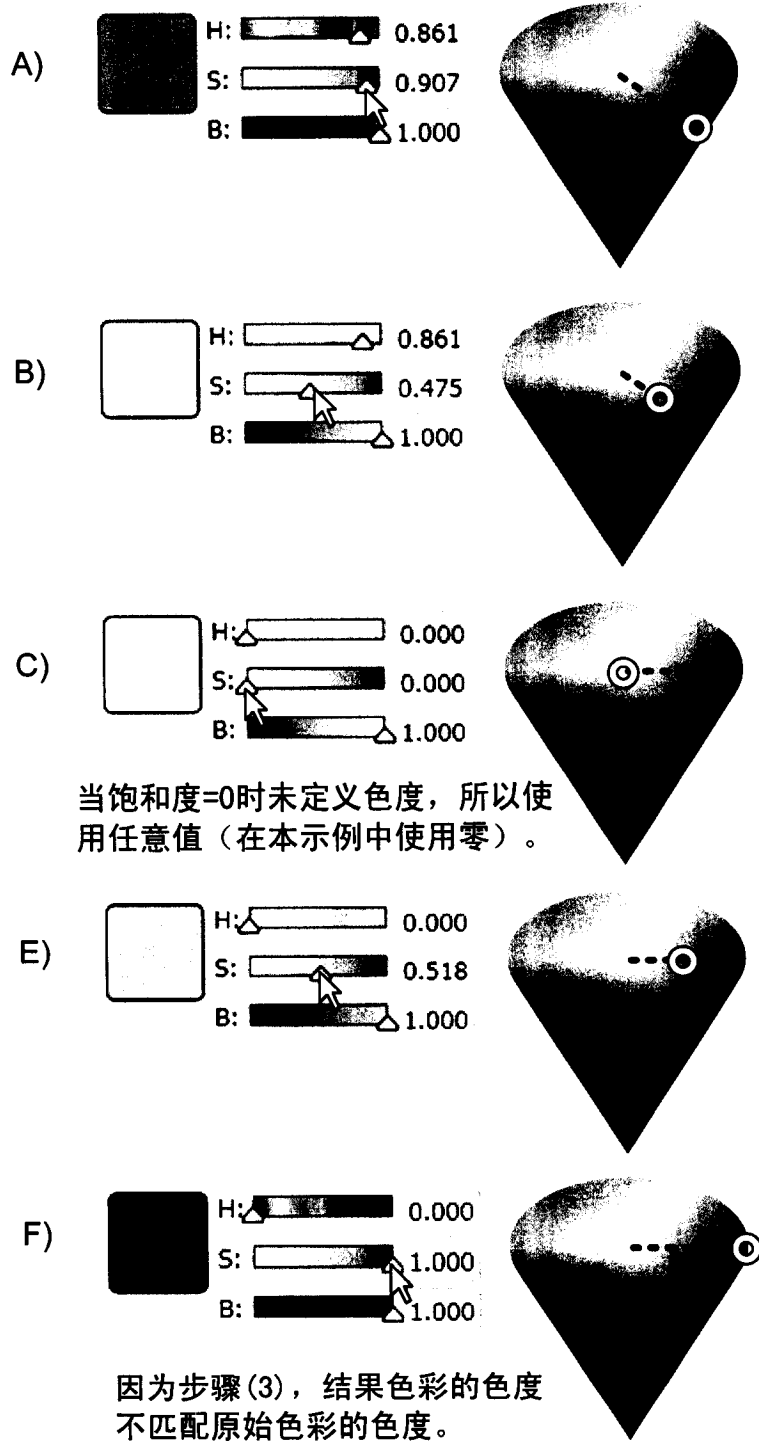 A)
H: 0.861
S: 0.907
B: 1.000
B)
H: 0.861
S: 0.475
B: 1.000
C)
H: 0.000
S: 0.000
B: 1.000
当饱和度=0时未定义色度，所以使
用任意值（在本示例中使用零）。
E)
H: 0.000
S: 0.518
B: 1.000
F)
H: 0.000
S: 1.000
B: 1.000
因为步骤(3)，结果色彩的色度
不匹配原始色彩的色度。